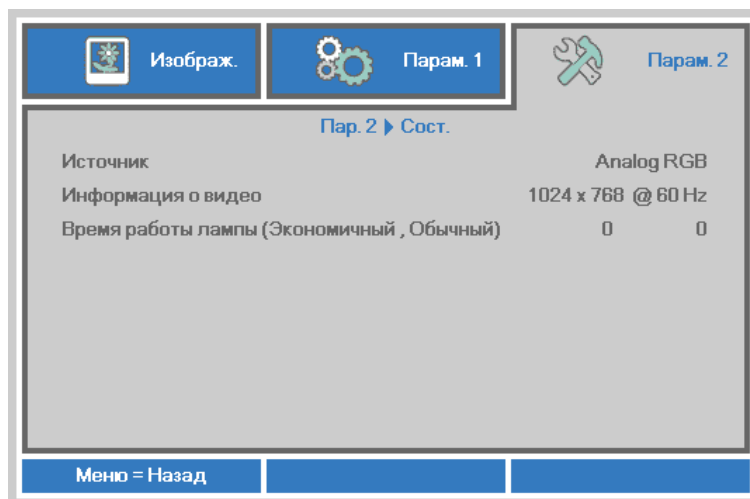 Изображ. Парам. 1 Парам. 2
Пар. 2 Сост.
Источник Analog RGB
Информация о видео 1024 x 768 @ 60 Hz
Время работы лампы (Экономичный , Обычный) 0 0
Меню = Назад